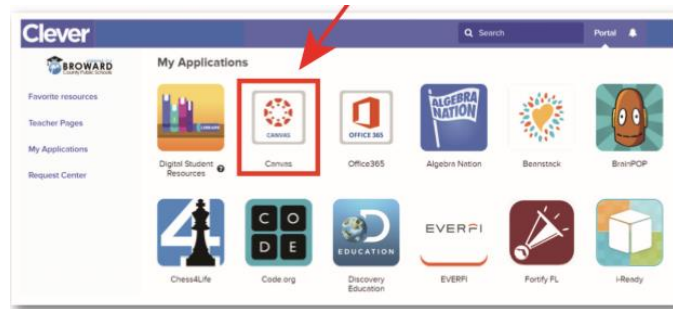 Clever
Search
Portal
BROWARD
County Public Schools
My Applications
Favorite resources
Teacher Pages
My Applications
Request Center
CANVAS
OFFICE 365
ALGEBRA
NATION
Digital Student
Resources
Canvas
Office365
Algebra Nation
Beanstack
BrainPOP
4
C O
D E
EDUCATION
EVERFI
Chess4Life
Code.org
Discovery
Education
EVERFI
Fortify FL
i-Ready